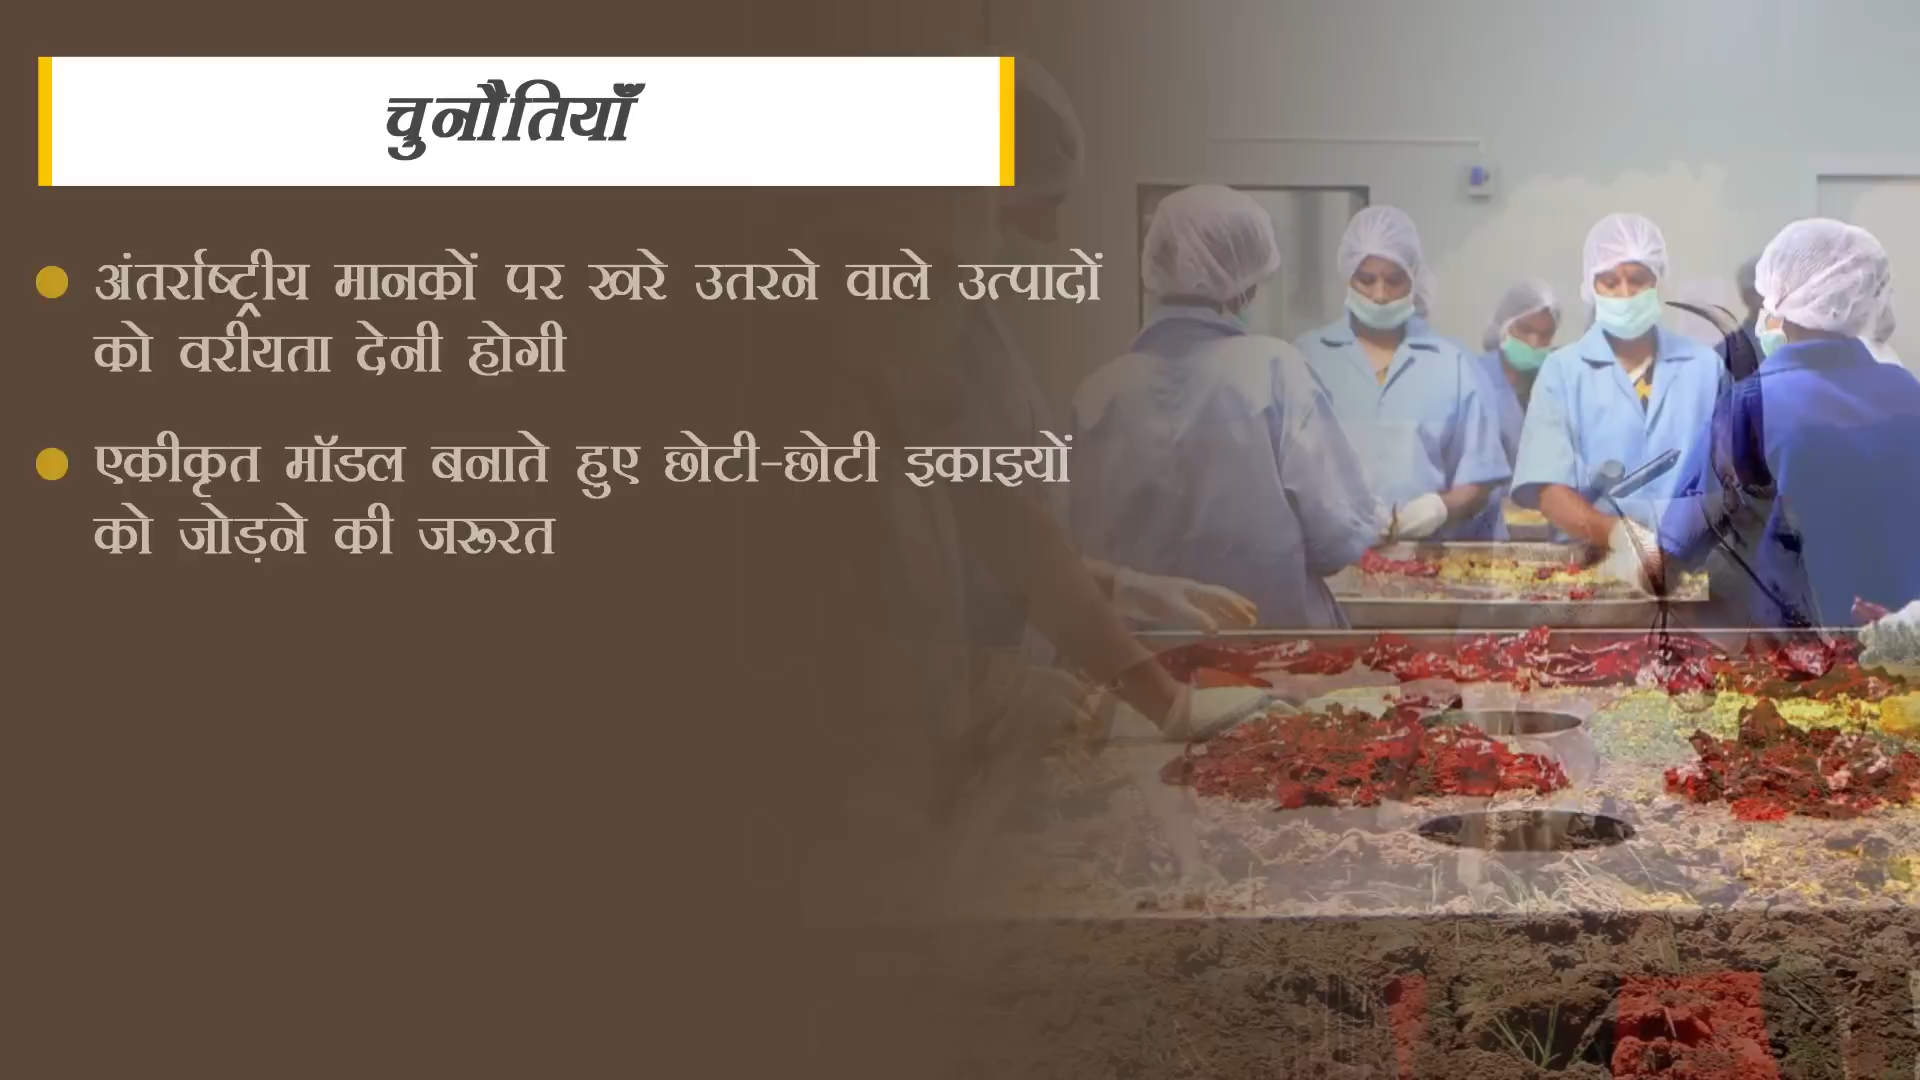 चुनौतियाँ
अंतर्राष्ट्रीय मानकों पर खरे उतरने वाले उत्पादों
को वरीयता देनी होगी
एकीकृत मॉडल बनाते हुए छोटी-छोटी इकाइयों
को जोड़ने की जरूरत